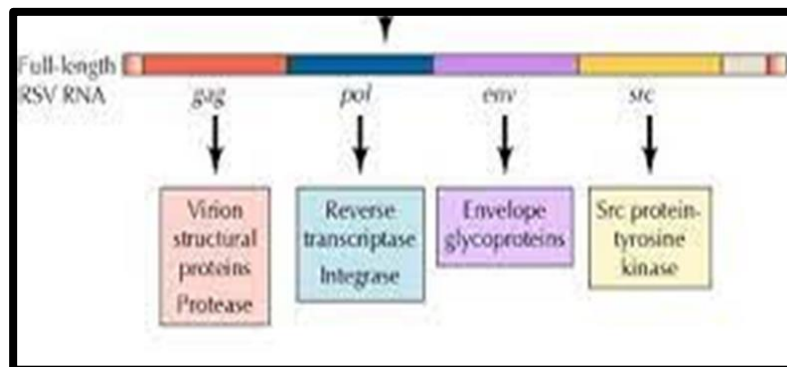 Full-length
RSV RNA
gag
pol
env
src
Virion
structural
proteins
Protease
Reverse
transcriptase
Integrase
Envelope
glycoproteins
Src protein-
tyrosine
kinase